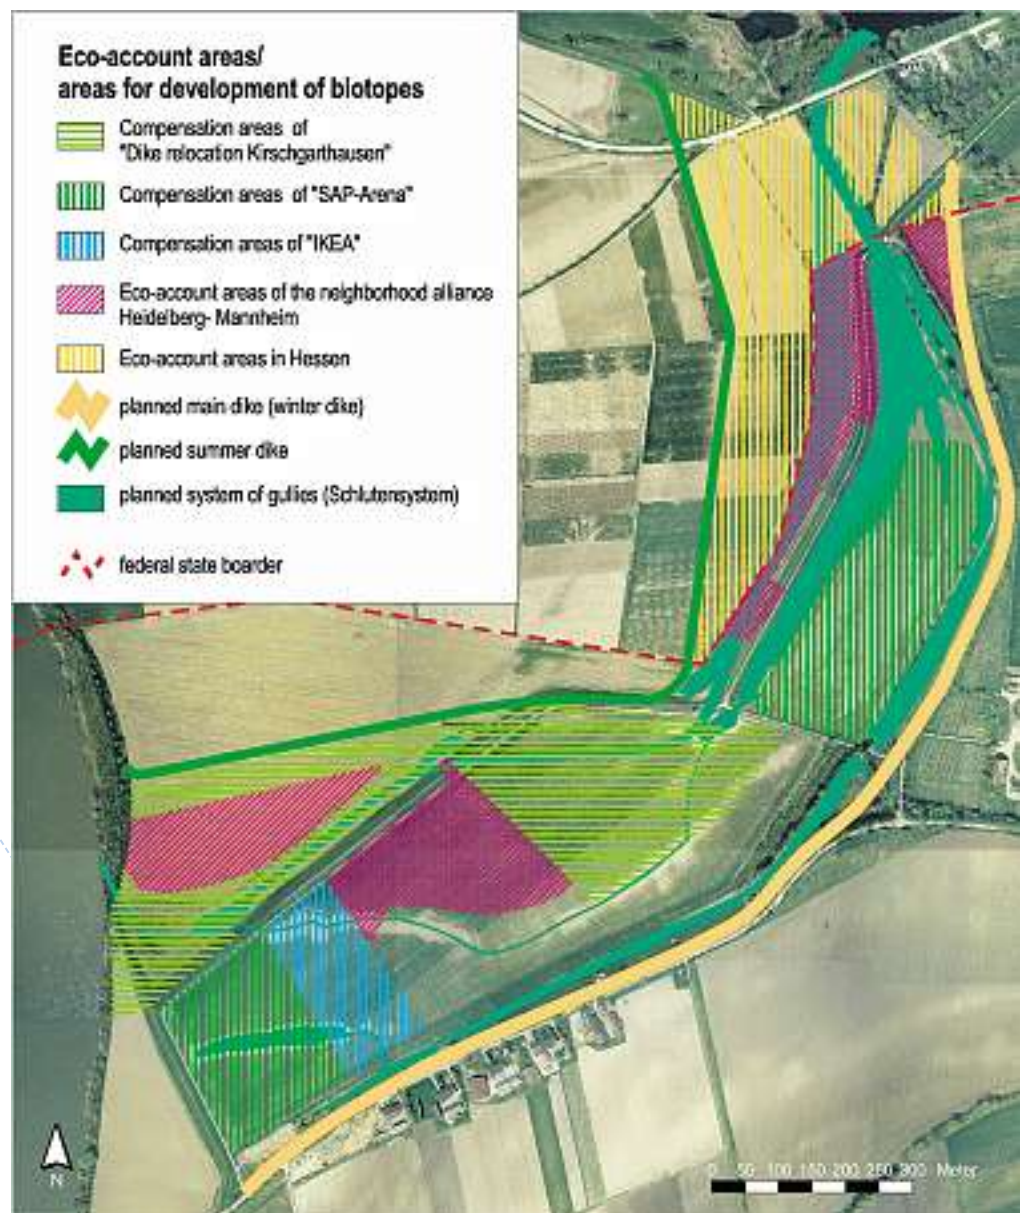 Eco-account areas/
areas for development of biotopes
Compensation areas of
"Dike relocation Kirschgarthausen"
Compensation areas of "SAP-Arena"
Compensation areas of "IKEA"
Eco-account areas of the neighborhood alliance
Heidelberg- Mannheim
Eco-account areas in Hessen
planned main dike (winter dike)
planned summer dike
planned system of gullies (Schlutensystem)
federal state boarder
N
0 50 100 150 200 250 300 Meter